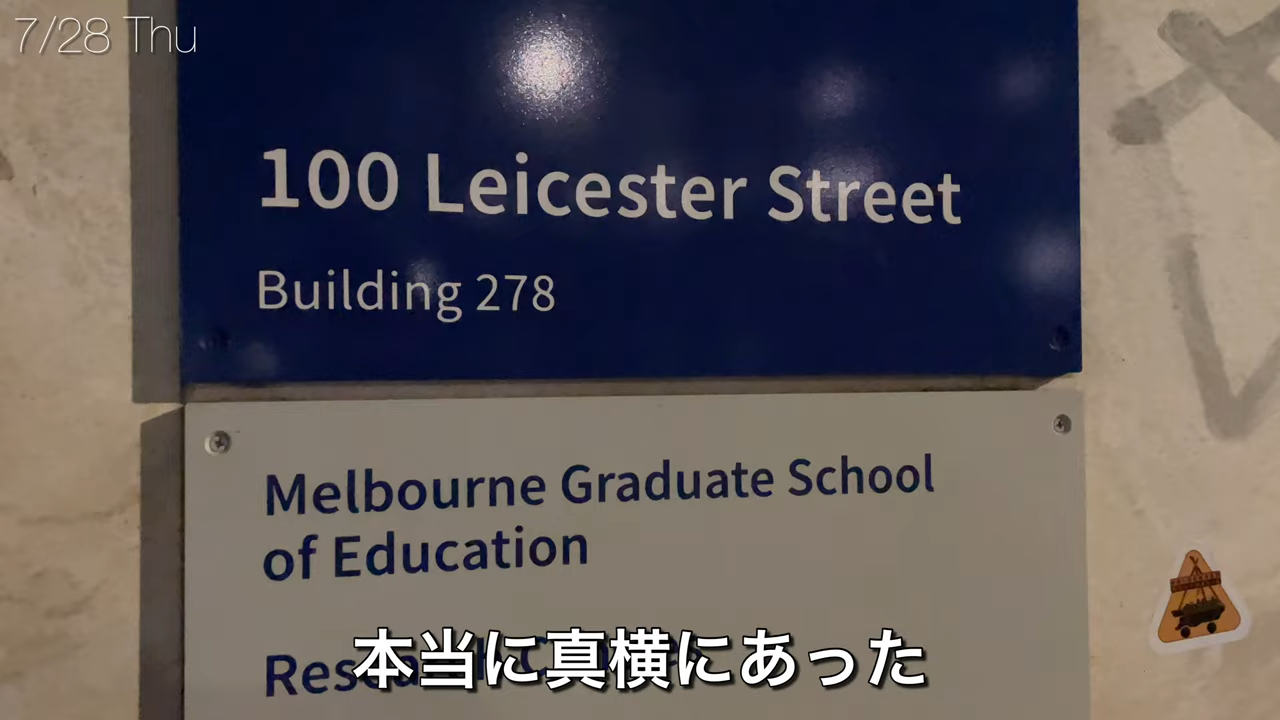 7/28 Thu
100 Leicester Street
Building 278
Melbourne Graduate School
of Education
本当に真横にあった